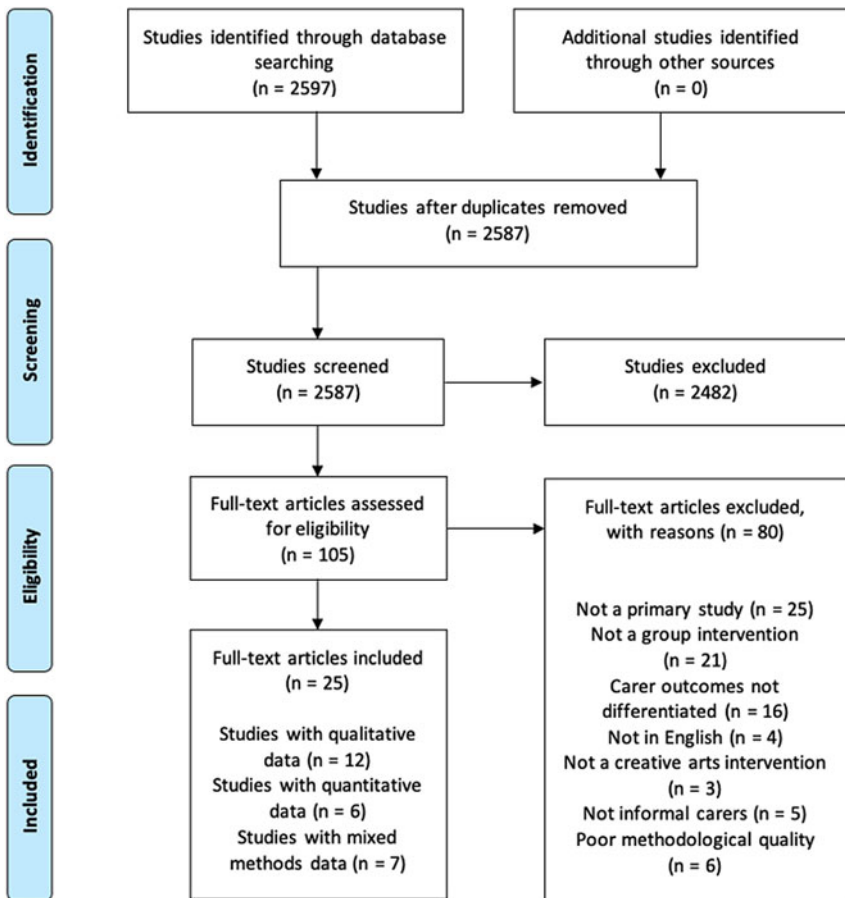 Identification
Studies identified through database
searching
(n = 2597)
Additional studies identified
through other sources
(n = 0)
Studies after duplicates removed
(n = 2587)
Screening
Studies screened
(n = 2587)
Studies excluded
(n = 2482)
Eligibility
Full-text articles assessed
for eligibility
(n = 105)
Full-text articles excluded,
with reasons (n = 80)
Not a primary study (n = 25)
Not a group intervention
(n = 21)
Carer outcomes not
differentiated (n = 16)
Not in English (n = 4)
Not a creative arts intervention
(n = 3)
Not informal carers (n = 5)
Poor methodological quality
(n = 6)
Included
Full-text articles included
(n = 25)
Studies with qualitative
data (n = 12)
Studies with quantitative
data (n = 6)
Studies with mixed
methods data (n = 7)